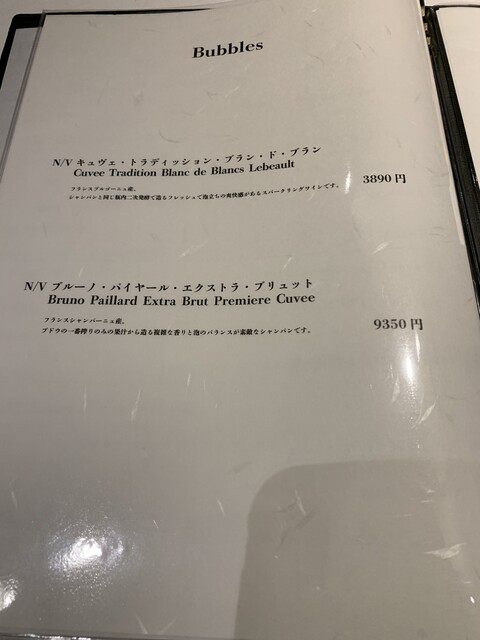 Bubbles
N/V キュヴェ・トラディッション・ブラン・ド・ブラン
Cuvee Tradition Blanc de Blancs Lebeault
3890 円
フランスブルゴーニュ産。
シャンパンと同じ瓶内二次発酵で造るフレッシュで泡立ちの爽快感があるスパークリングワインです。
N/V ブルーノ・パイヤール・エクストラ・ブリュット
Bruno Paillard Extra Brut Premiere Cuvee
9350 円
フランスシャンパーニュ産。
ブドウの一番搾りのみの果汁から造る複雑な香りと泡のバランスが素敵なシャンパンです。